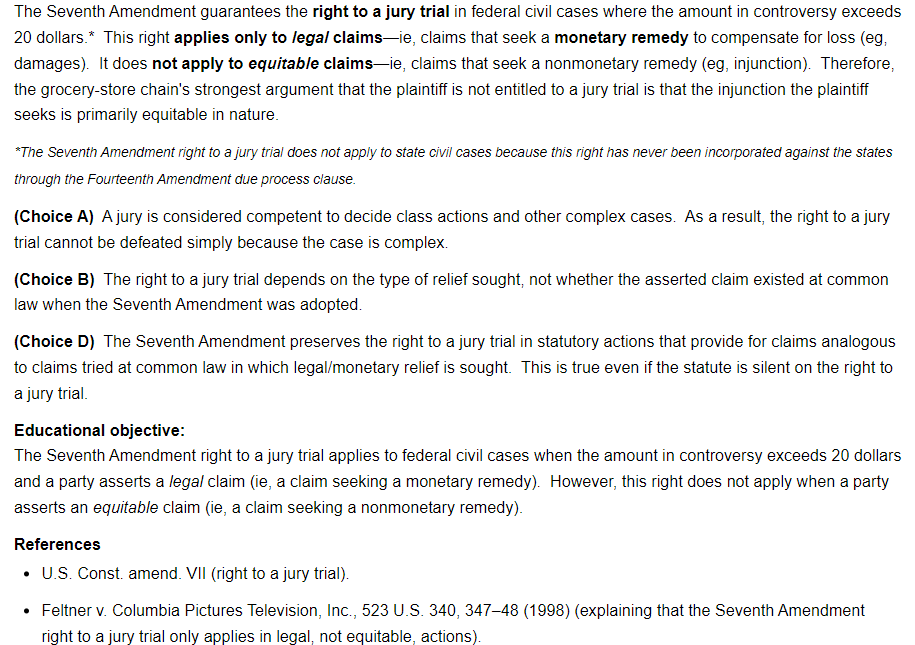 The Seventh Amendment guarantees the right to a jury trial in federal civil cases where the amount in controversy exceeds
20 dollars.* This right applies only to legal claims—ie, claims that seek a monetary remedy to compensate for loss (eg,
damages). It does not apply to equitable claims—ie, claims that seek a nonmonetary remedy (eg, injunction). Therefore,
the grocery-store chain's strongest argument that the plaintiff is not entitled to a jury trial is that the injunction the plaintiff
seeks is primarily equitable in nature.
*The Seventh Amendment right to a jury trial does not apply to state civil cases because this right has never been incorporated against the states
through the Fourteenth Amendment due process clause.
(Choice A) A jury is considered competent to decide class actions and other complex cases. As a result, the right to a jury
trial cannot be defeated simply because the case is complex.
(Choice B) The right to a jury trial depends on the type of relief sought, not whether the asserted claim existed at common
law when the Seventh Amendment was adopted.
(Choice D) The Seventh Amendment preserves the right to a jury trial in statutory actions that provide for claims analogous
to claims tried at common law in which legal/monetary relief is sought. This is true even if the statute is silent on the right to
a jury trial.
Educational objective:
The Seventh Amendment right to a jury trial applies to federal civil cases when the amount in controversy exceeds 20 dollars
and a party asserts a legal claim (ie, a claim seeking a monetary remedy). However, this right does not apply when a party
asserts an equitable claim (ie, a claim seeking a nonmonetary remedy).
References
• U.S. Const. amend. VII (right to a jury trial).
• Feltner v. Columbia Pictures Television, Inc., 523 U.S. 340, 347–48 (1998) (explaining that the Seventh Amendment
right to a jury trial only applies in legal, not equitable, actions).